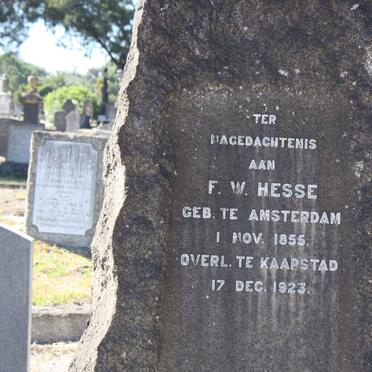 TER
NAGEDACHTENIS
AAN
F. W. HESSE
GEB. TE AMSTERDAM
1 NOV. 1855.
OVERL. TE KAAPSTAD
17 DEC. 1923.